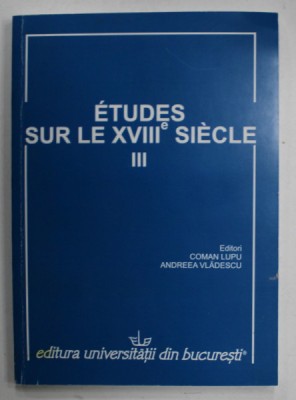 ÉTUDES
SUR LE XVIIIe SIÈCLE
III
Editori
COMAN LUPU
ANDREEA VLĂDESCU
editura universității din bucurești®